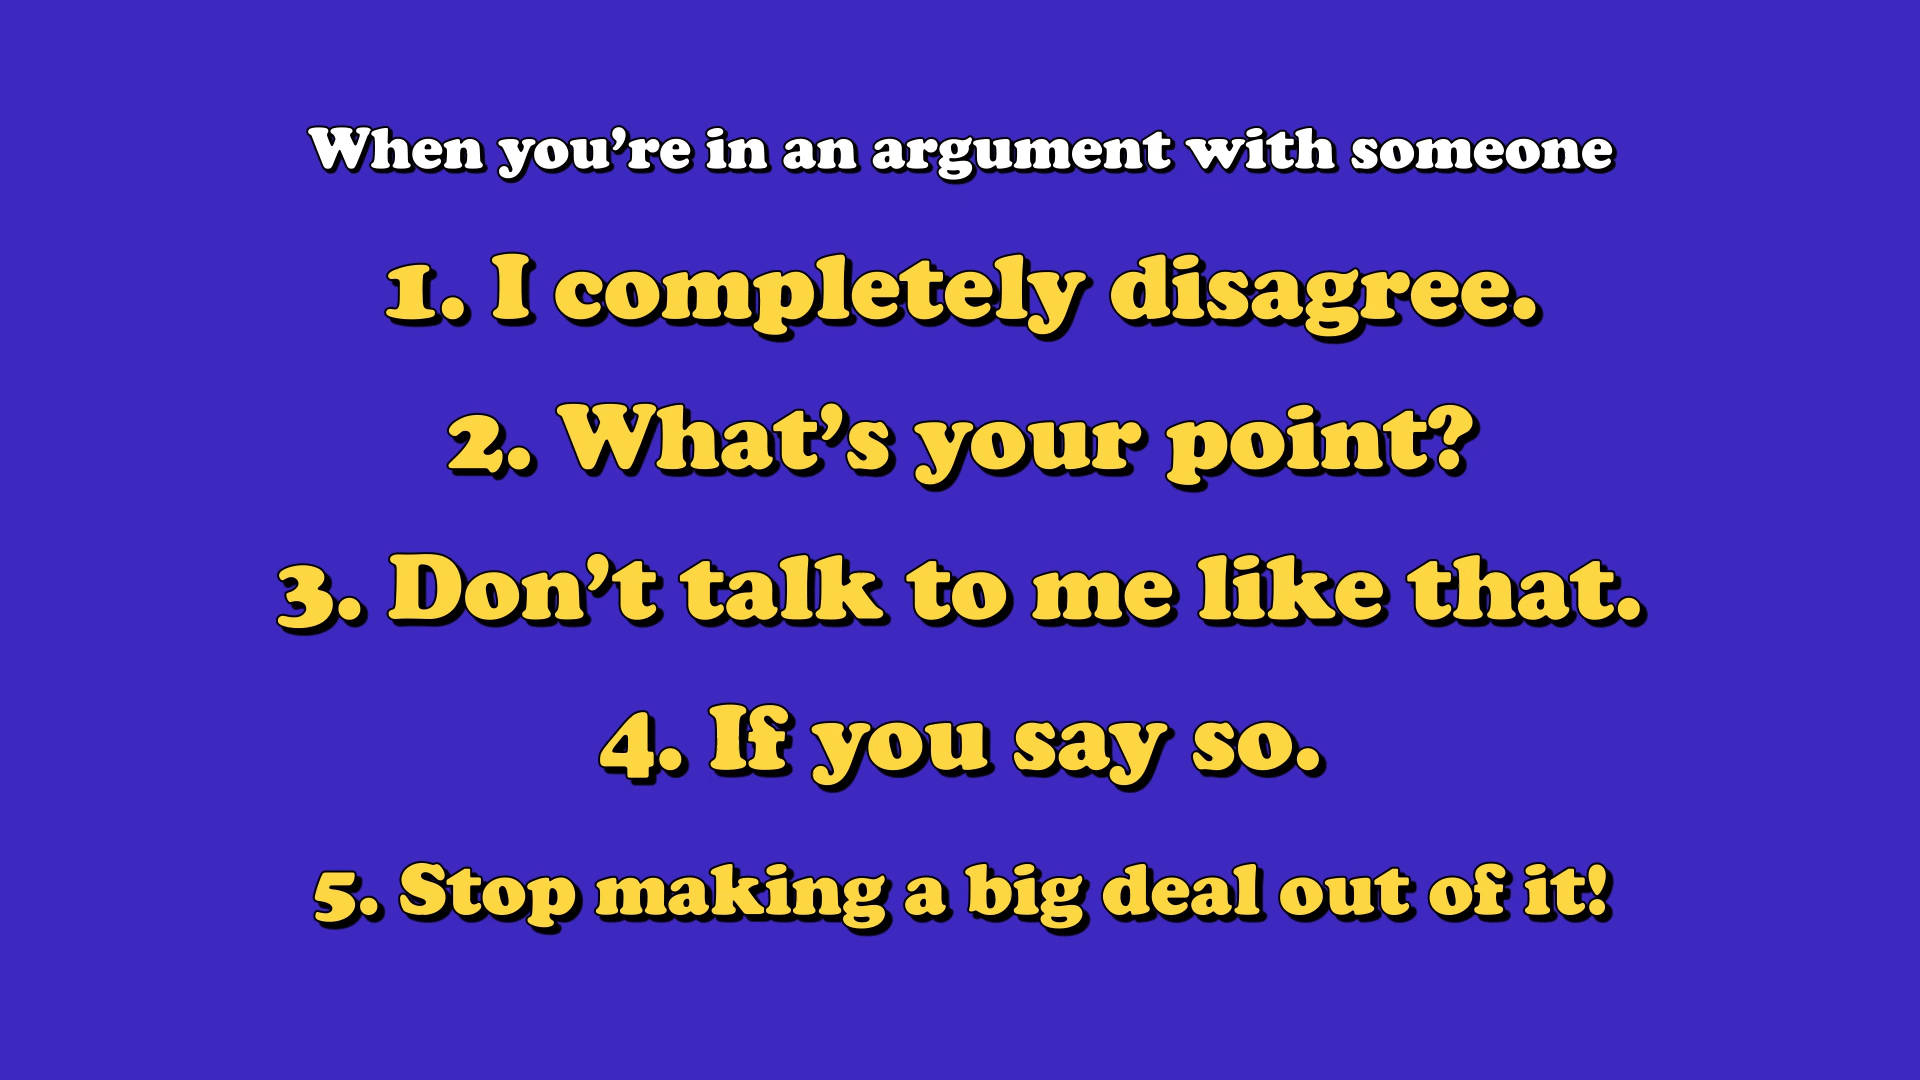 When you’re in an argument with someone
1. I completely disagree.
2. What’s your point?
3. Don’t talk to me like that.
4. If you say so.
5. Stop making a big deal out of it!